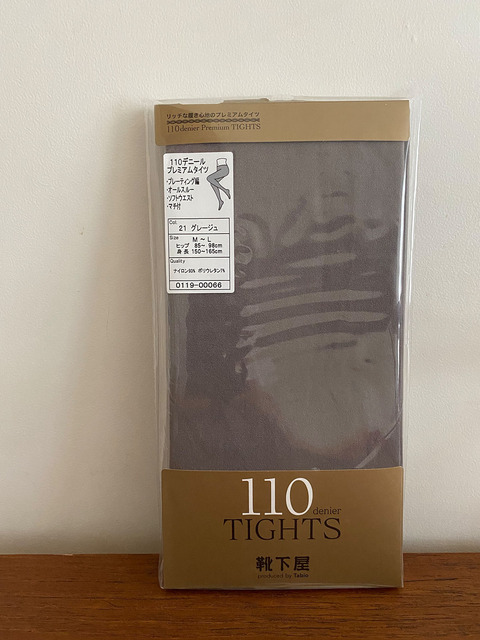 リッチな履き心地のプレミアムタイツ
110denier Premium TIGHTS
110デニール
プレミアムタイツ
・プレーティング編
・オールスルー
・ソフトウエスト
・マチ付
Col.
21 グレージュ
Size
M ～ L
ヒップ 85～ 98cm
身長 150～165cm
Quality
ナイロン93% ポリウレタン7%
0119-00066
110 denier
TIGHTS
靴下屋
produced by Tabio